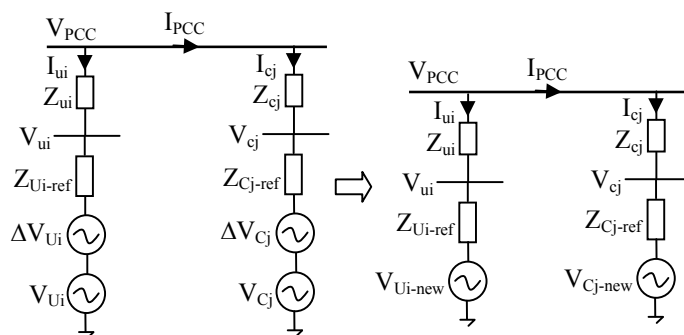 V_PCC I_PCC
I_ui I_cj
Z_ui Z_cj
V_ui V_cj
Z_Ui-ref Z_Cj-ref
ΔV_Ui ΔV_Cj
V_Ui V_Cj
V_PCC I_PCC
I_ui I_cj
Z_ui Z_cj
V_ui V_cj
Z_Ui-ref Z_Cj-ref
V_Ui-new V_Cj-new